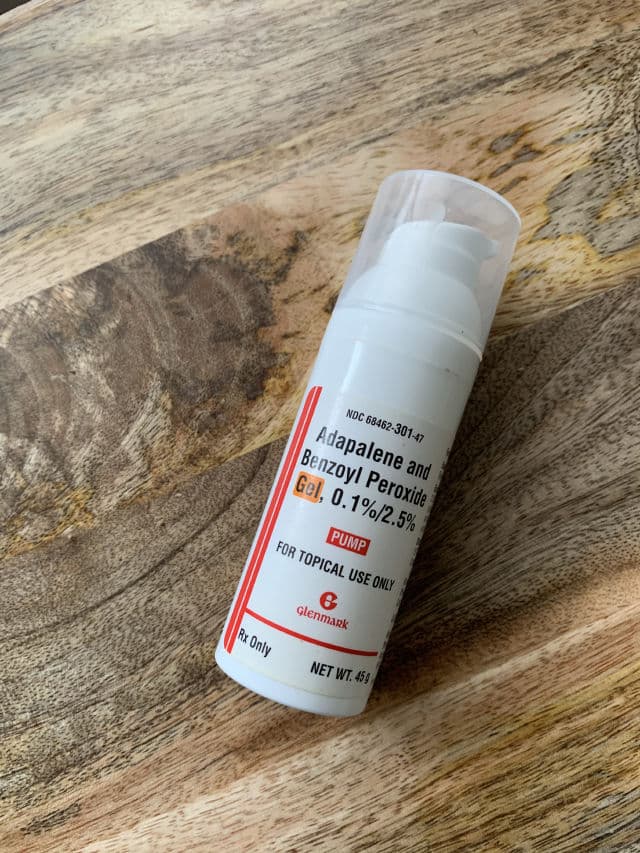 NDC 68462-301-47
Adapalene and
Benzoyl Peroxide
Gel, 0.1%/2.5%
PUMP
FOR TOPICAL USE ONLY
G
Glenmark
Rx Only
NET WT. 45 g